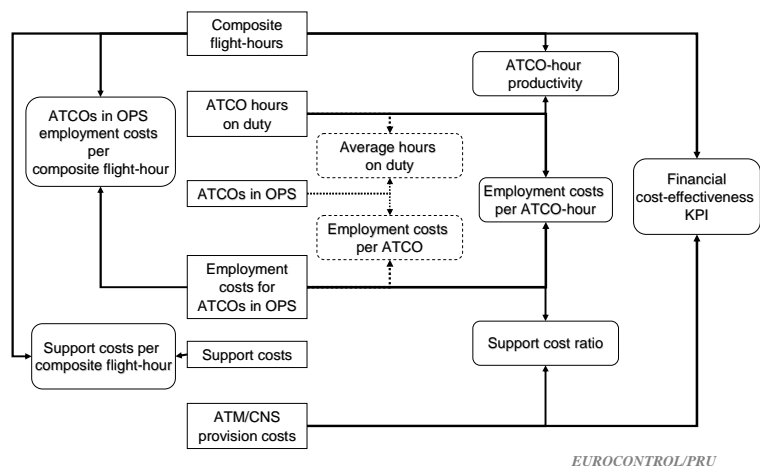 Composite
flight-hours
ATCO-hour
productivity
ATCOs in OPS
employment costs
per
composite flight-hour
ATCO hours
on duty
Average hours
on duty
ATCOs in OPS
Employment costs
per ATCO-hour
Financial
cost-effectiveness
KPI
Employment costs
per ATCO
Employment
costs for
ATCOs in OPS
Support costs per
composite flight-hour
Support costs
Support cost ratio
ATM/CNS
provision costs
EUROCONTROL/PRU